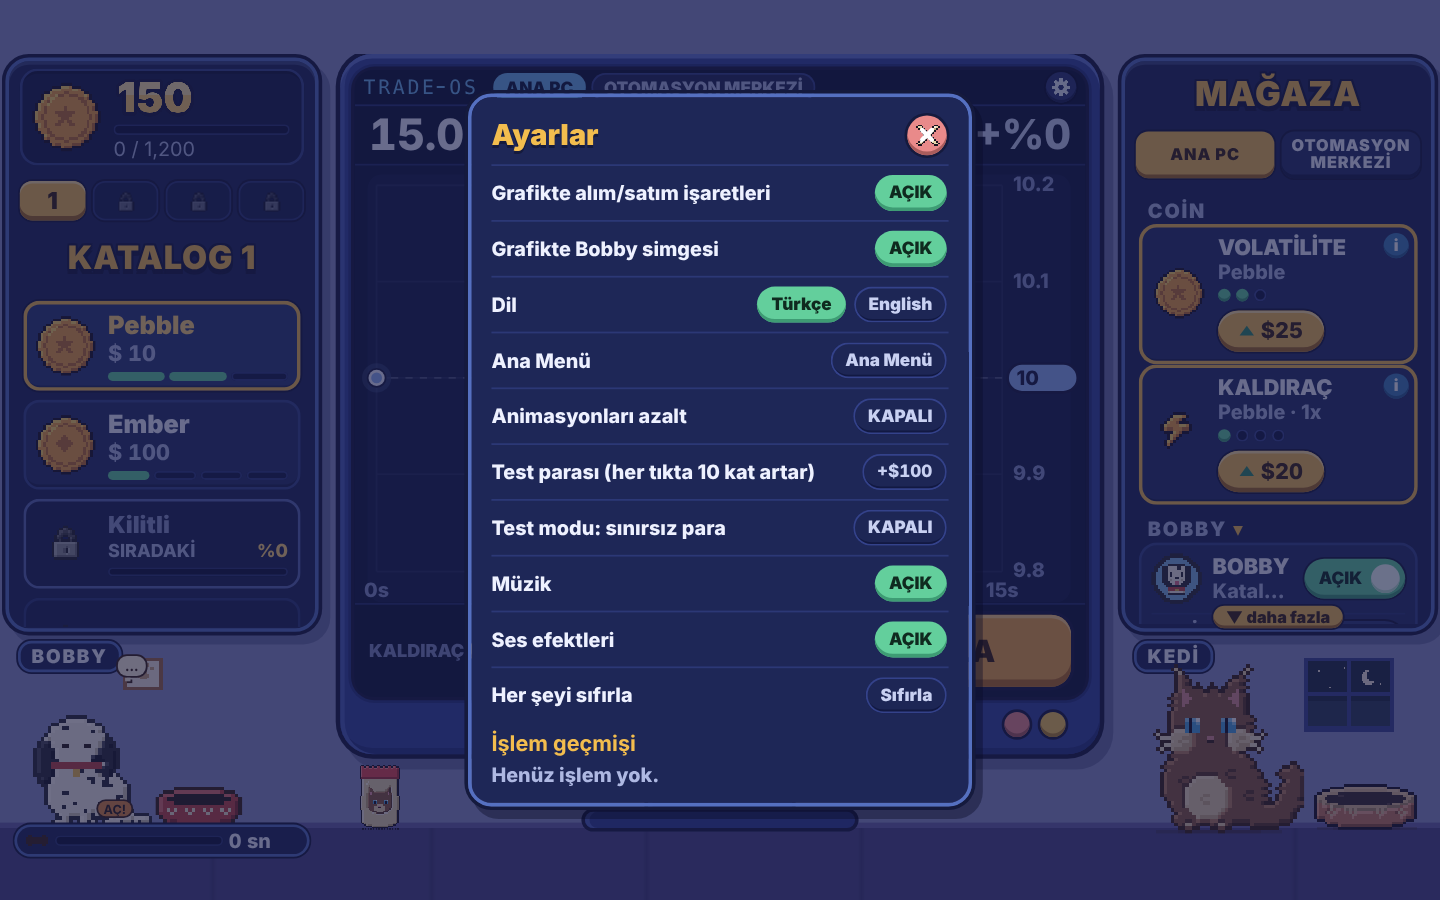 150
0 / 1,200
1
KATALOG 1
Pebble
$ 10
Ember
$ 100
Kilitli
SIRADAKİ %0
BOBBY
...
AÇ!
0 sn
TRADE-OS ANA PC OTOMASYON MERKEZİ
15.0
+%0
10.2
10.1
10
9.9
9.8
0s
15s
KALDIRAÇ
A
Ayarlar
Grafikte alım/satım işaretleri AÇIK
Grafikte Bobby simgesi AÇIK
Dil Türkçe English
Ana Menü Ana Menü
Animasyonları azalt KAPALI
Test parası (her tıkta 10 kat artar) +$100
Test modu: sınırsız para KAPALI
Müzik AÇIK
Ses efektleri AÇIK
Her şeyi sıfırla Sıfırla
İşlem geçmişi
Henüz işlem yok.
MAĞAZA
ANA PC
OTOMASYON
MERKEZİ
COİN
VOLATİLİTE
Pebble
$25
KALDIRAÇ
Pebble · 1x
$20
BOBBY
BOBBY
Katal...
AÇIK
daha fazla
KEDİ